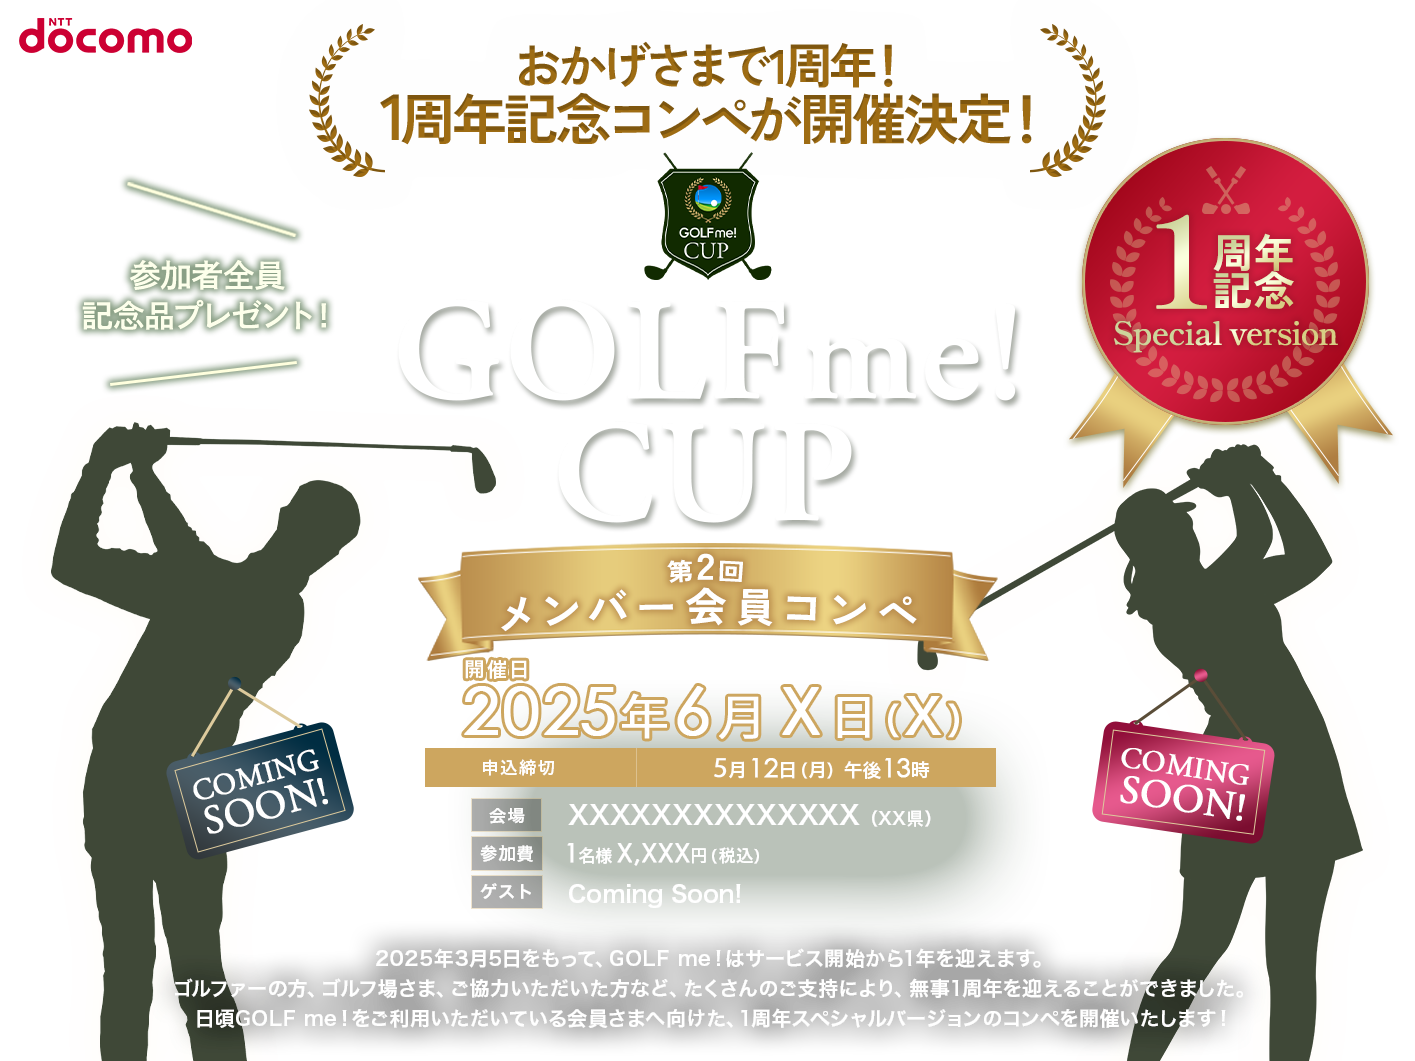 NTT
docomo
おかげさまで1周年！
1周年記念コンペが開催決定！
GOLF me!
CUP
参加者全員
記念品プレゼント！
1周年
記念
Special version
GOLF me!
CUP
第2回
メンバー会員コンペ
開催日
2025年6月X日（X）
申込締切 5月12日（月）午後13時
会場 XXXXXXXXXXXXXX（XX県）
参加費 1名様 X,XXX円（税込）
ゲスト Coming Soon!
COMING
SOON!
COMING
SOON!
2025年3月5日をもって、GOLF me！はサービス開始から1年を迎えます。
ゴルファーの方、ゴルフ場さま、ご協力いただいた方など、たくさんのご支持により、無事1周年を迎えることができました。
日頃GOLF me！をご利用いただいている会員さまへ向けた、1周年スペシャルバージョンのコンペを開催いたします！